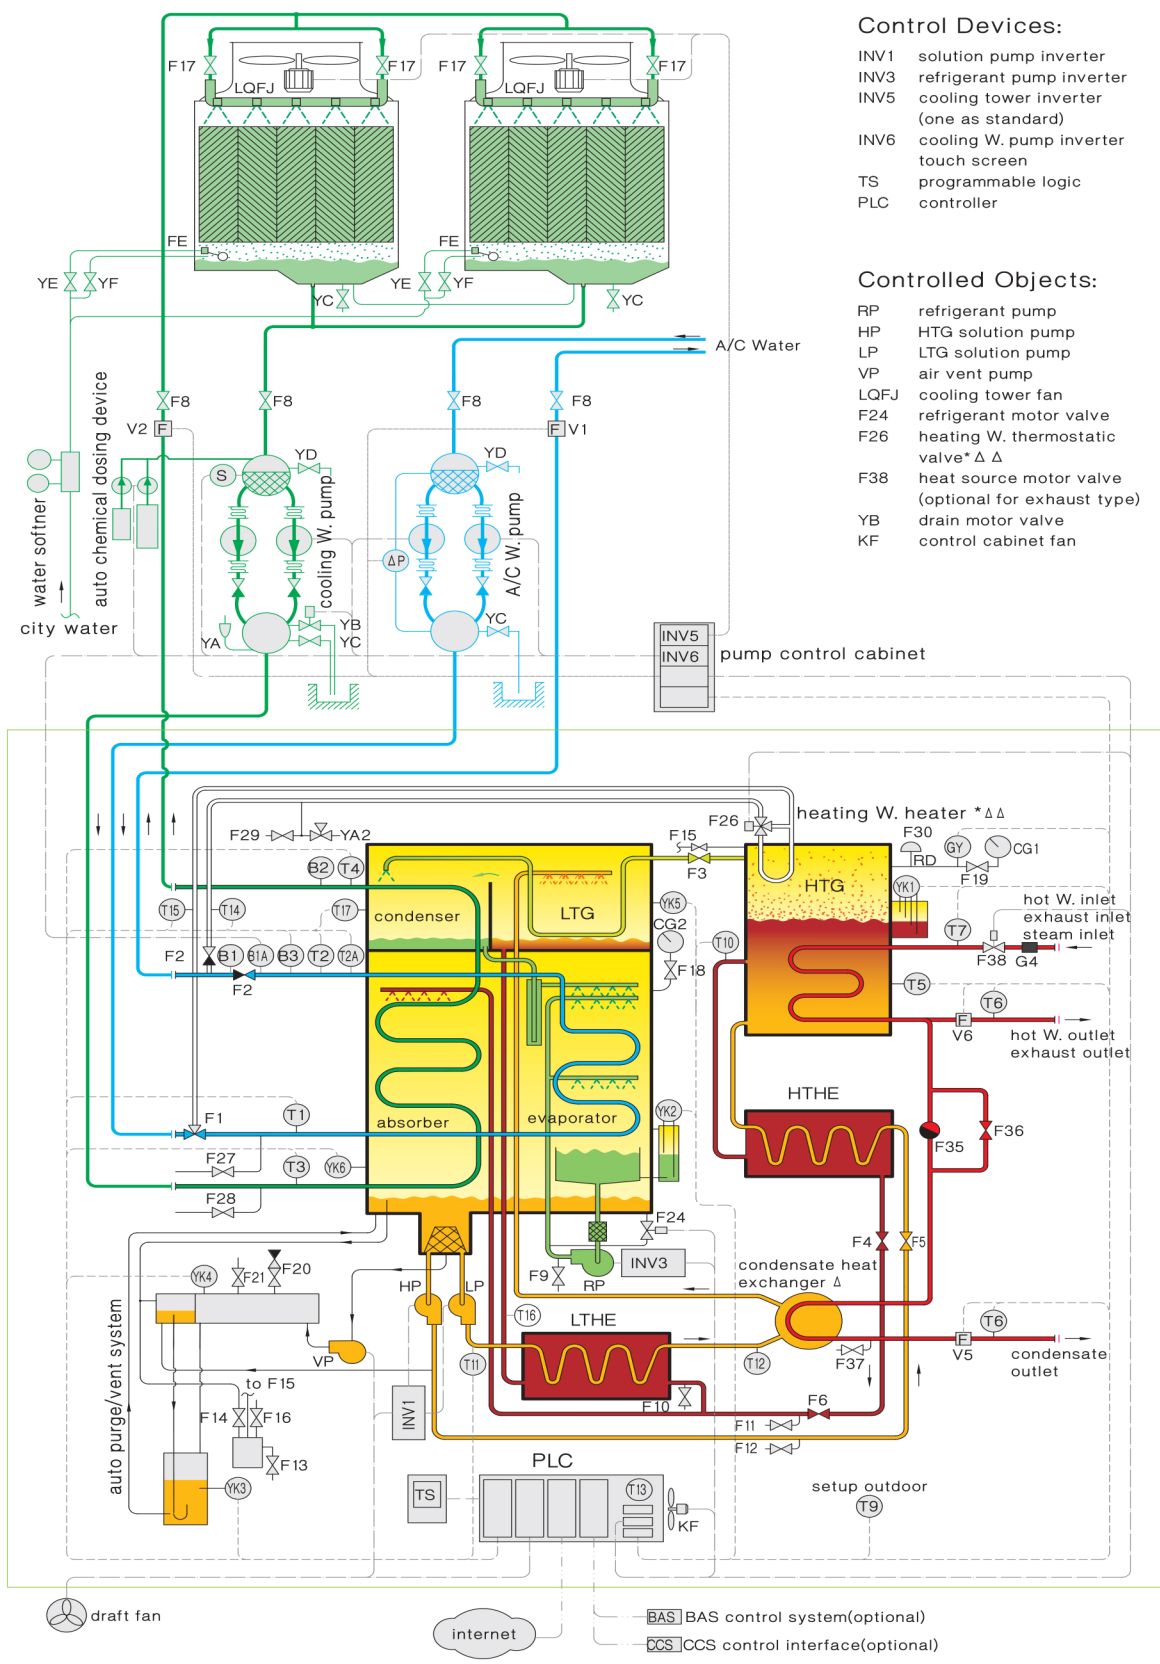 Control Devices:
INV1 solution pump inverter
INV3 refrigerant pump inverter
INV5 cooling tower inverter
(one as standard)
INV6 cooling W. pump inverter
touch screen
TS programmable logic
PLC controller
Controlled Objects:
RP refrigerant pump
HP HTG solution pump
LP LTG solution pump
VP air vent pump
LQFJ cooling tower fan
F24 refrigerant motor valve
F26 heating W. thermostatic
valve* Δ Δ
F38 heat source motor valve
(optional for exhaust type)
YB drain motor valve
KF control cabinet fan
F17 F17 F17 F17
LQFJ LQFJ
FE FE
YE YF YE YF
YC YC
A/C Water
F8 F8 F8 F8
V2 F F V1
water softner
auto chemical dosing device
city water
S YD YD
cooling W. pump
A/C W. pump
ΔP
YA YB YC YC
INV5
INV6
pump control cabinet
heating W. heater * Δ Δ
F29 YA2 F15 F26 F30
RD GY CG1
F3 F19
B2 T4 HTG YK1
T15 T14 T17 condenser LTG YK5
CG2
hot W. inlet
exhaust inlet
steam inlet
T10 T7
F2 B1 B1A B3 T2 T2A F18 F38 G4
F2
T5 T6
F
V6
hot W. outlet
exhaust outlet
HTHE
T1 F1 absorber evaporator YK2
F35 F36
F27 T3 YK6
F28
F24 F4 F5
YK4 F21 F20
HP LP F9 RP INV3
condensate heat
exchanger Δ
T16 LTHE T6
F
V5
VP T11 T12 F37
condensate
outlet
auto purge/vent system
to F15
F14 F16 INV1 F10 F6
F11
F12
F13
PLC
YK3 TS T13 KF
setup outdoor
T9
draft fan
internet
BAS BAS control system(optional)
CCS CCS control interface(optional)